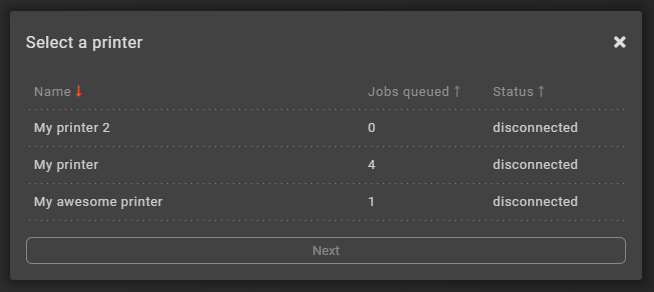 Select a printer
Name Jobs queued Status
My printer 2 0 disconnected
My printer 4 disconnected
My awesome printer 1 disconnected
Next